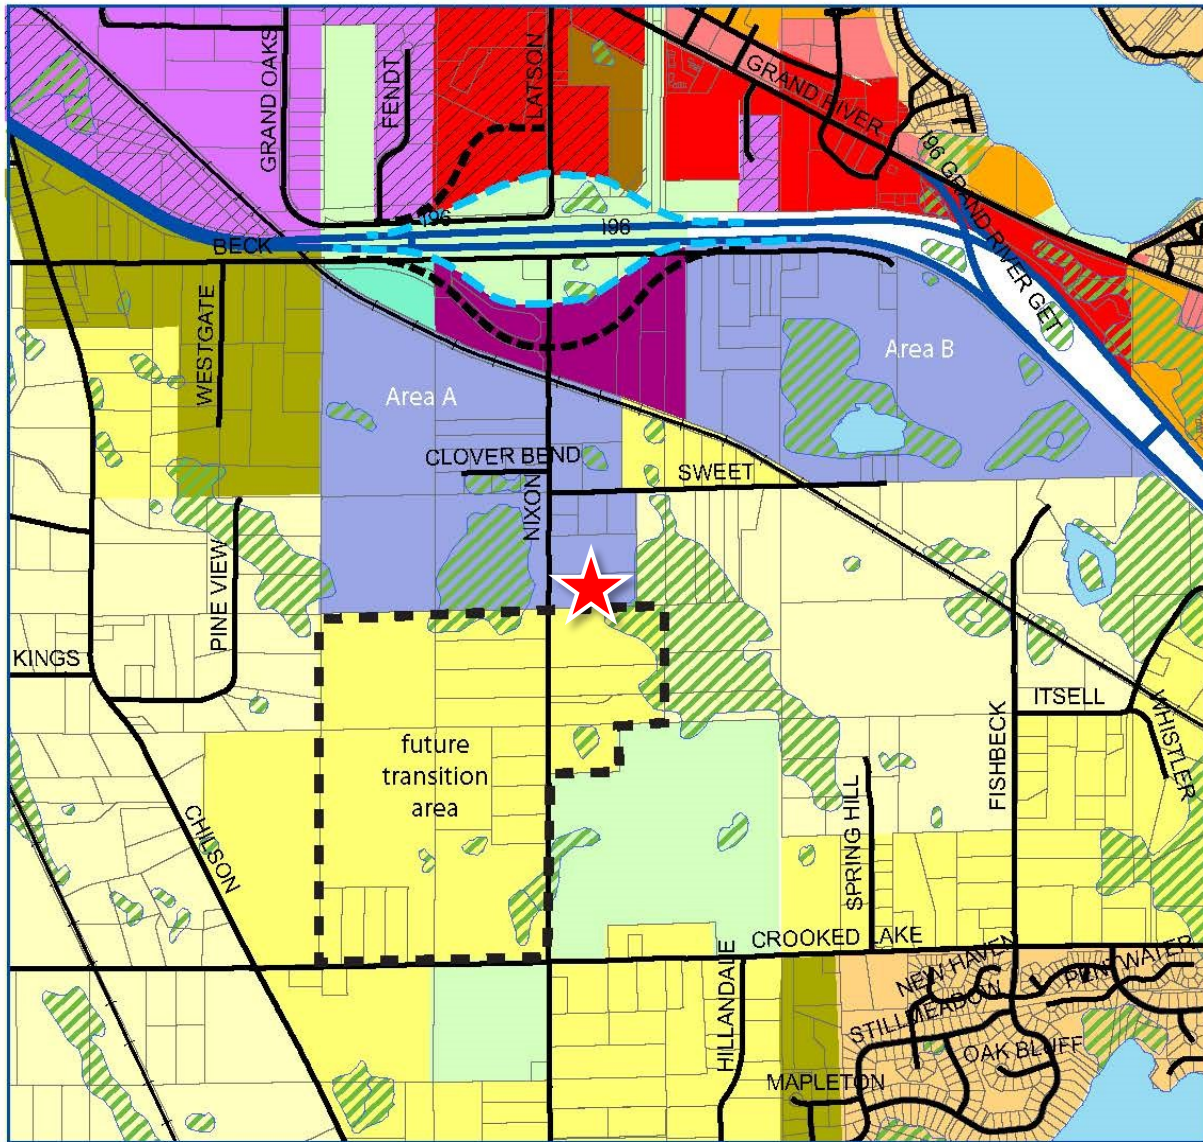 GRAND OAKS
FENDT
LATSON
GRAND RIVER
I96 GRAND RIVER GET
I96
I96
BECK
WESTGATE
Area A
Area B
CLOVER BEND
NIXON
SWEET
PINE VIEW
KINGS
ITSELL
WHISTLER
FISHBECK
future
transition
area
CHILSON
SPRING HILL
CROOKED LAKE
HILLANDALE
NEW HAVEN
PENTWATER
STILLMEADOW
OAK BLUFF
MAPLETON